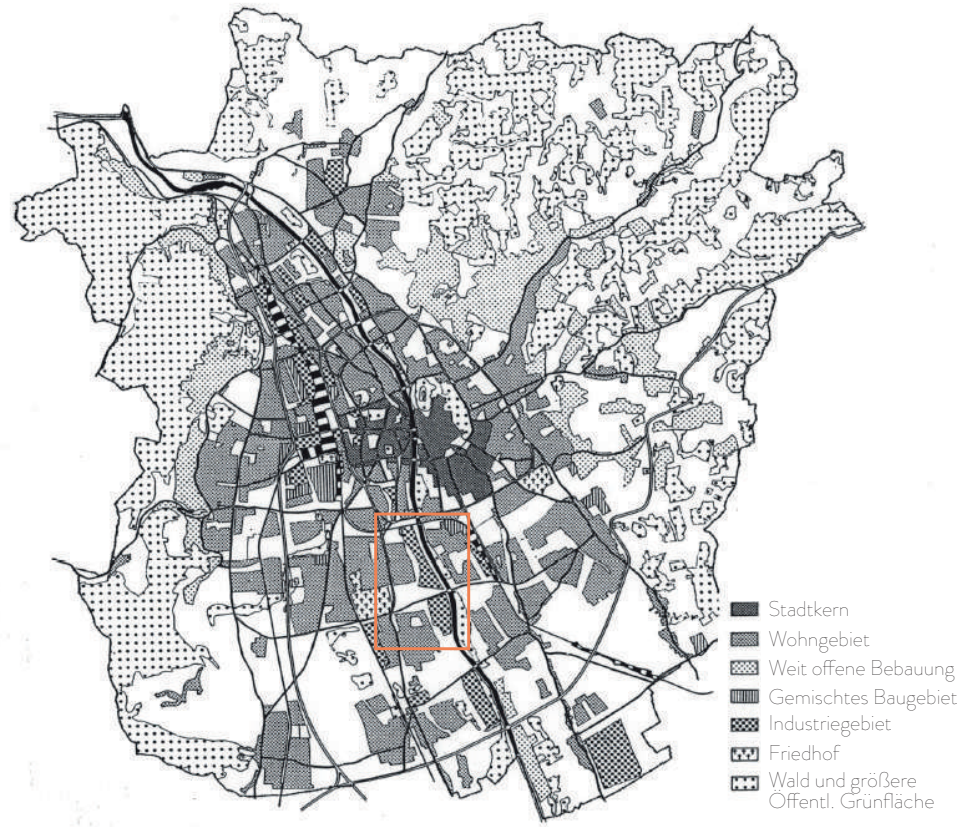 Stadtkern
Wohngebiet
Weit offene Bebauung
Gemischtes Baugebiet
Industriegebiet
Friedhof
Wald und größere
Öffentl. Grünfläche